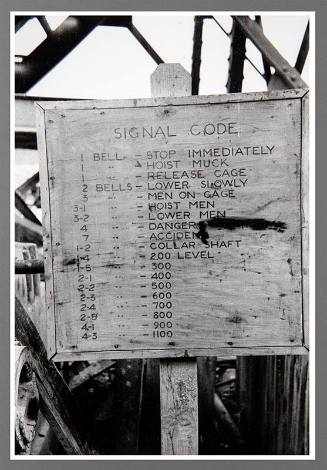 SIGNAL CODE
1 BELL - STOP IMMEDIATELY
1 " - HOIST MUCK
1 " - RELEASE CAGE
2 BELLS - LOWER SLOWLY
3 " - MEN ON CAGE
3-1 " - HOIST MEN
3-2 " - LOWER MEN
4 " - DANGER
7 " - ACCIDENT
1-2 " - COLLAR SHAFT
1-4 " - 200 LEVEL
1-5 " - 300
2-1 " - 400
2-2 " - 500
2-3 " - 600
2-4 " - 700
2-5 " - 800
4-1 " - 900
4-3 " - 1100